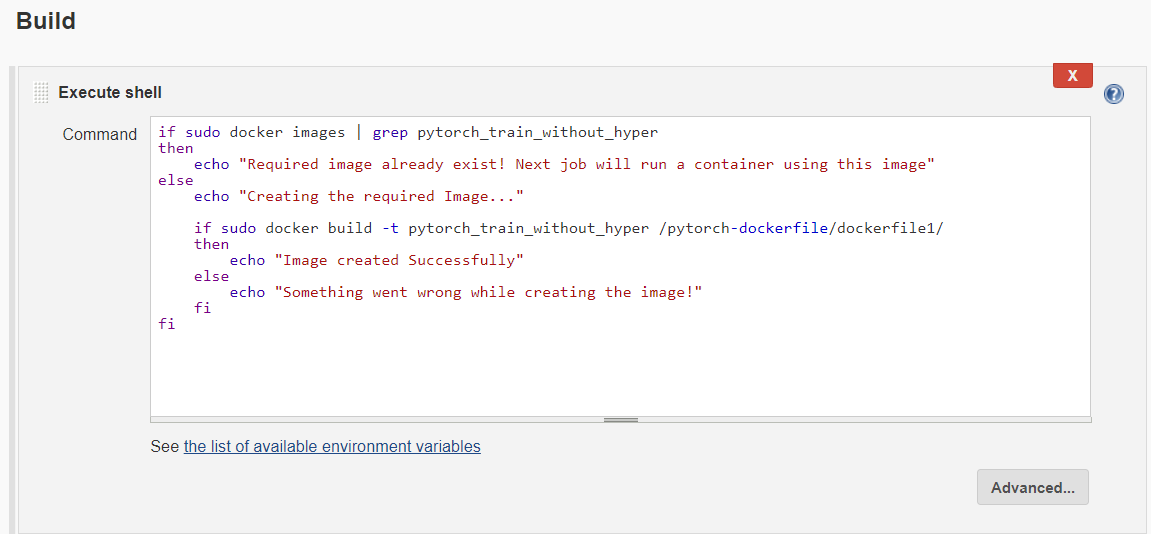 Build
X
Execute shell
?
Command
if sudo docker images | grep pytorch_train_without_hyper
then
echo "Required image already exist! Next job will run a container using this image"
else
echo "Creating the required Image..."
if sudo docker build -t pytorch_train_without_hyper /pytorch-dockerfile/dockerfile1/
then
echo "Image created Successfully"
else
echo "Something went wrong while creating the image!"
fi
fi
See the list of available environment variables
Advanced...